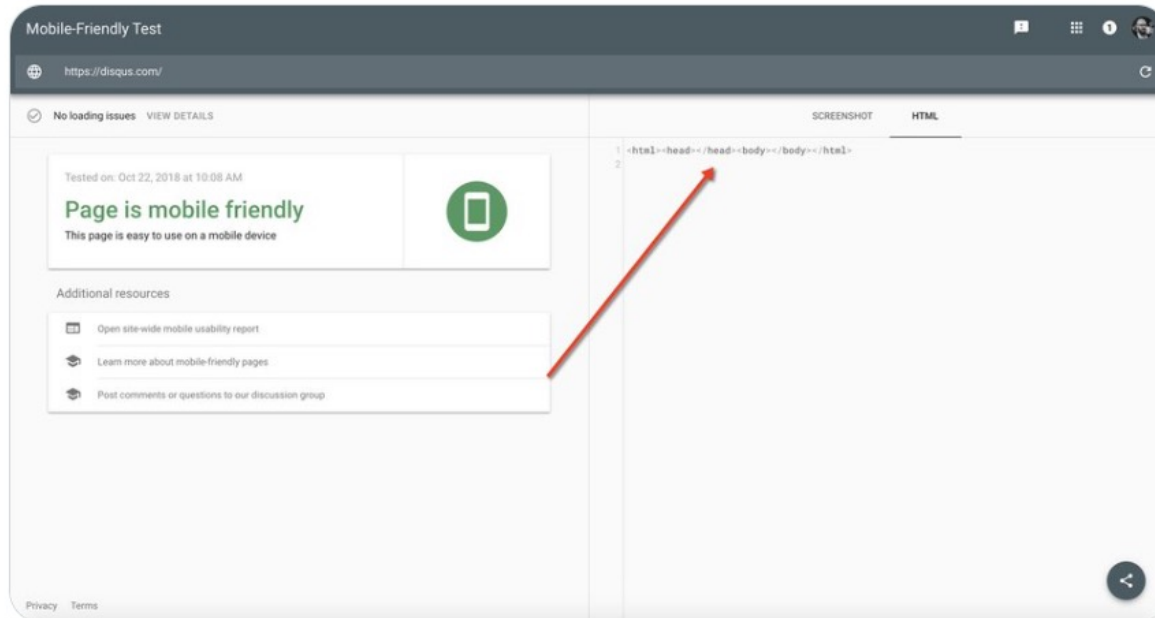 Mobile-Friendly Test
1
https://disqus.com/
No loading issues VIEW DETAILS
SCREENSHOT HTML
Tested on: Oct 22, 2018 at 10:08 AM
Page is mobile friendly
This page is easy to use on a mobile device
Additional resources
Open site-wide mobile usability report
Learn more about mobile-friendly pages
Post comments or questions to our discussion group
1 <html><head></head><body></body></html>
2
Privacy Terms